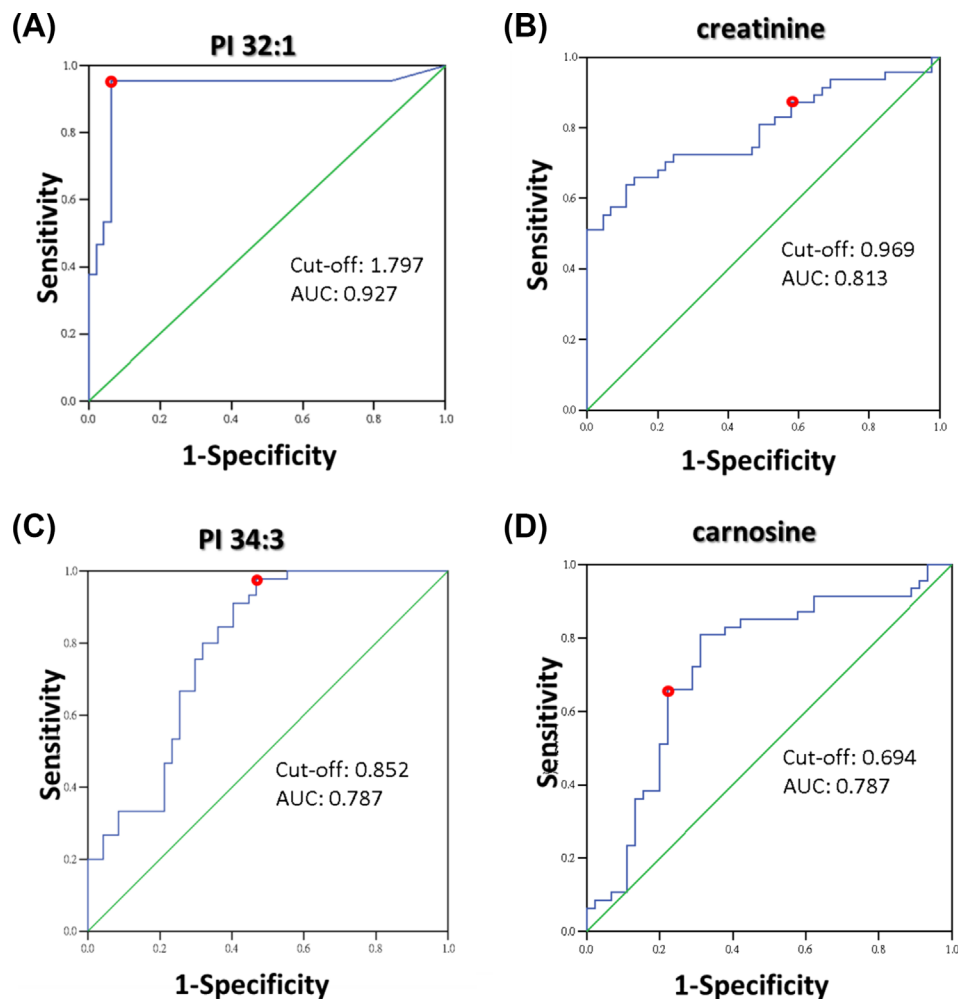 (A)
PI 32:1
1.0
0.8
0.6
0.4
0.2
0.0
0.0 0.2 0.4 0.6 0.8 1.0
Sensitivity
1-Specificity
Cut-off: 1.797
AUC: 0.927
(B)
creatinine
1.0
0.8
0.6
0.4
0.2
0.0
0.0 0.2 0.4 0.6 0.8 1.0
Sensitivity
1-Specificity
Cut-off: 0.969
AUC: 0.813
(C)
PI 34:3
1.0
0.8
0.6
0.4
0.2
0.0
0.0 0.2 0.4 0.6 0.8 1.0
Sensitivity
1-Specificity
Cut-off: 0.852
AUC: 0.787
(D)
carnosine
1.0
0.8
0.6
0.4
0.2
0.0
0.0 0.2 0.4 0.6 0.8 1.0
Sensitivity
1-Specificity
Cut-off: 0.694
AUC: 0.787